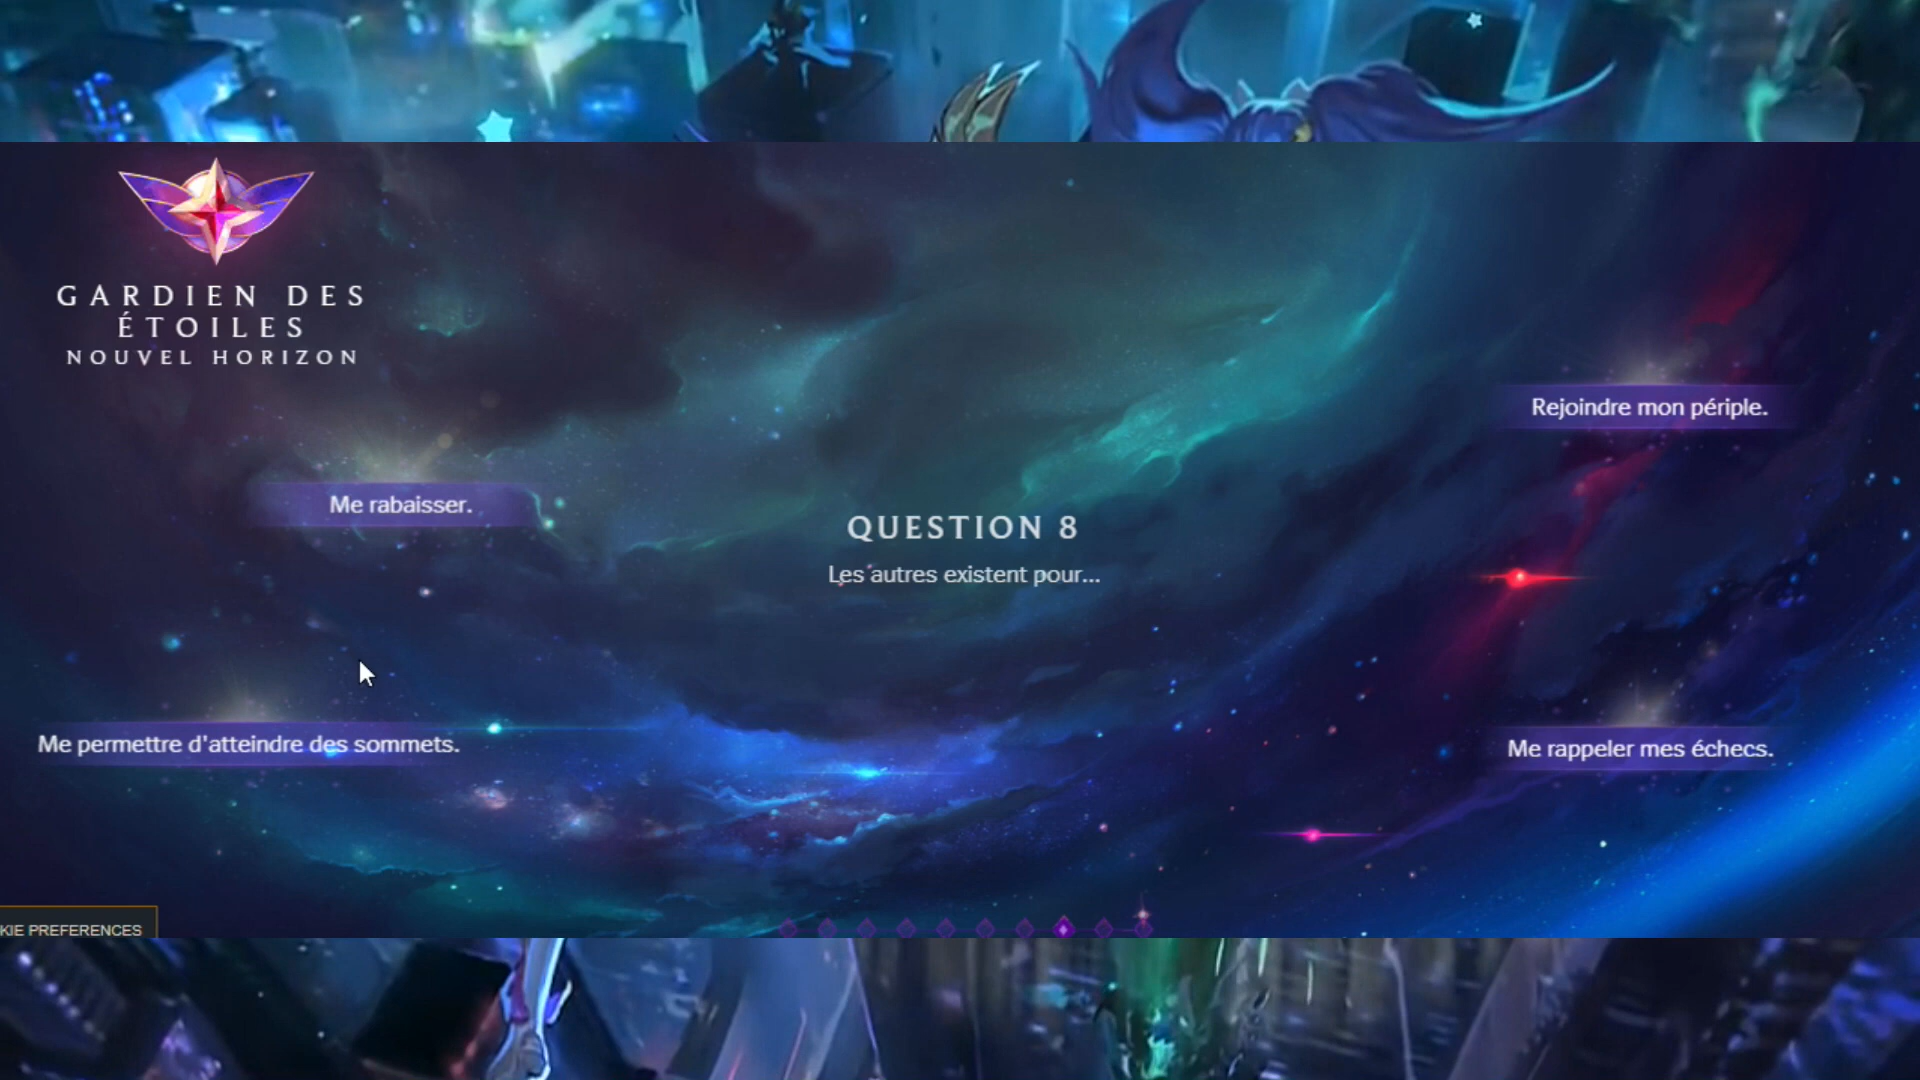 GARDIEN DES
ÉTOILES
NOUVEL HORIZON
Rejoindre mon périple.
Me rabaisser.
QUESTION 8
Les autres existent pour...
Me permettre d'atteindre des sommets.
Me rappeler mes échecs.
KIE PREFERENCES